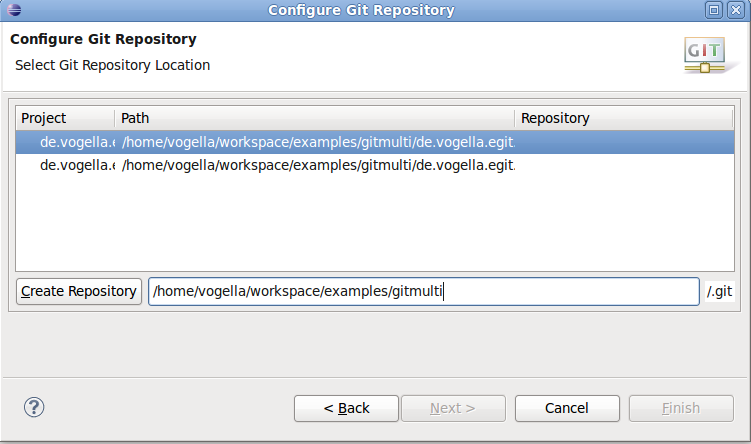 Configure Git Repository
Configure Git Repository
Select Git Repository Location
GIT
Project Path Repository
de.vogella.e /home/vogella/workspace/examples/gitmulti/de.vogella.egit.
de.vogella.e /home/vogella/workspace/examples/gitmulti/de.vogella.egit.
Create Repository /home/vogella/workspace/examples/gitmulti /.git
? < Back Next > Cancel Finish